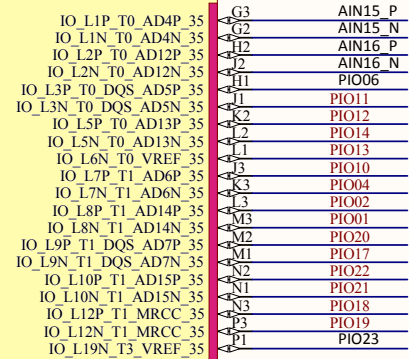 IO_L1P_T0_AD4P_35 G3 AIN15_P
IO_L1N_T0_AD4N_35 G2 AIN15_N
IO_L2P_T0_AD12P_35 H2 AIN16_P
IO_L2N_T0_AD12N_35 J2 AIN16_N
IO_L3P_T0_DQS_AD5P_35 H1 PIO06
IO_L3N_T0_DQS_AD5N_35 J1 PIO11
IO_L5P_T0_AD13P_35 K2 PIO12
IO_L5N_T0_AD13N_35 L2 PIO14
IO_L6N_T0_VREF_35 L1 PIO13
IO_L7P_T1_AD6P_35 J3 PIO10
IO_L7N_T1_AD6N_35 K3 PIO04
IO_L8P_T1_AD14P_35 L3 PIO02
IO_L8N_T1_AD14N_35 M3 PIO01
IO_L9P_T1_DQS_AD7P_35 M2 PIO20
IO_L9N_T1_DQS_AD7N_35 M1 PIO17
IO_L10P_T1_AD15P_35 N2 PIO22
IO_L10N_T1_AD15N_35 N1 PIO21
IO_L12P_T1_MRCC_35 N3 PIO18
IO_L12N_T1_MRCC_35 P3 PIO19
IO_L19N_T3_VREF_35 P1 PIO23